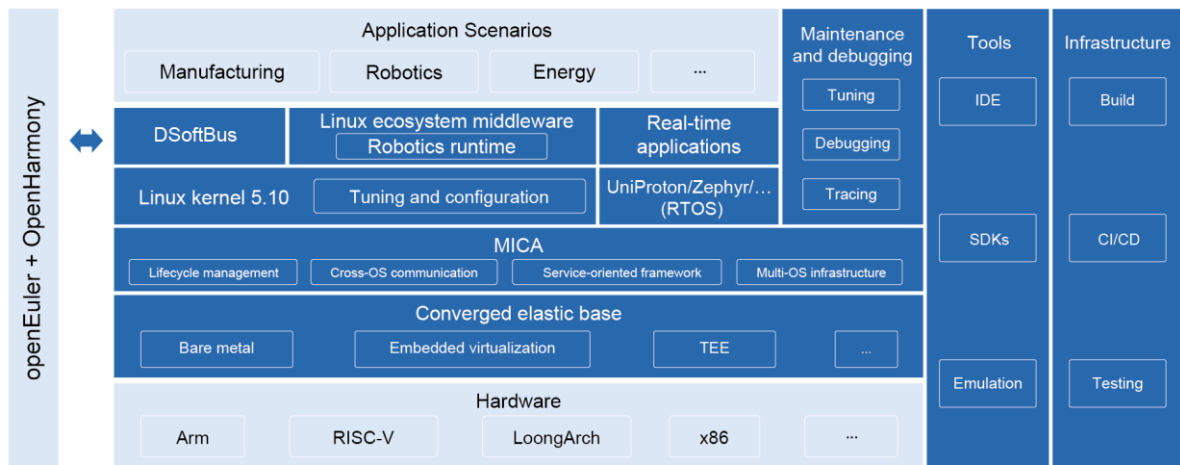 openEuler + OpenHarmony
Application Scenarios
Manufacturing
Robotics
Energy
...
DSoftBus
Linux ecosystem middleware
Robotics runtime
Real-time
applications
Linux kernel 5.10
Tuning and configuration
UniProton/Zephyr/…
(RTOS)
Maintenance
and debugging
Tuning
Debugging
Tracing
MICA
Lifecycle management
Cross-OS communication
Service-oriented framework
Multi-OS infrastructure
Converged elastic base
Bare metal
Embedded virtualization
TEE
...
Hardware
Arm
RISC-V
LoongArch
x86
...
Tools
IDE
SDKs
Emulation
Infrastructure
Build
CI/CD
Testing